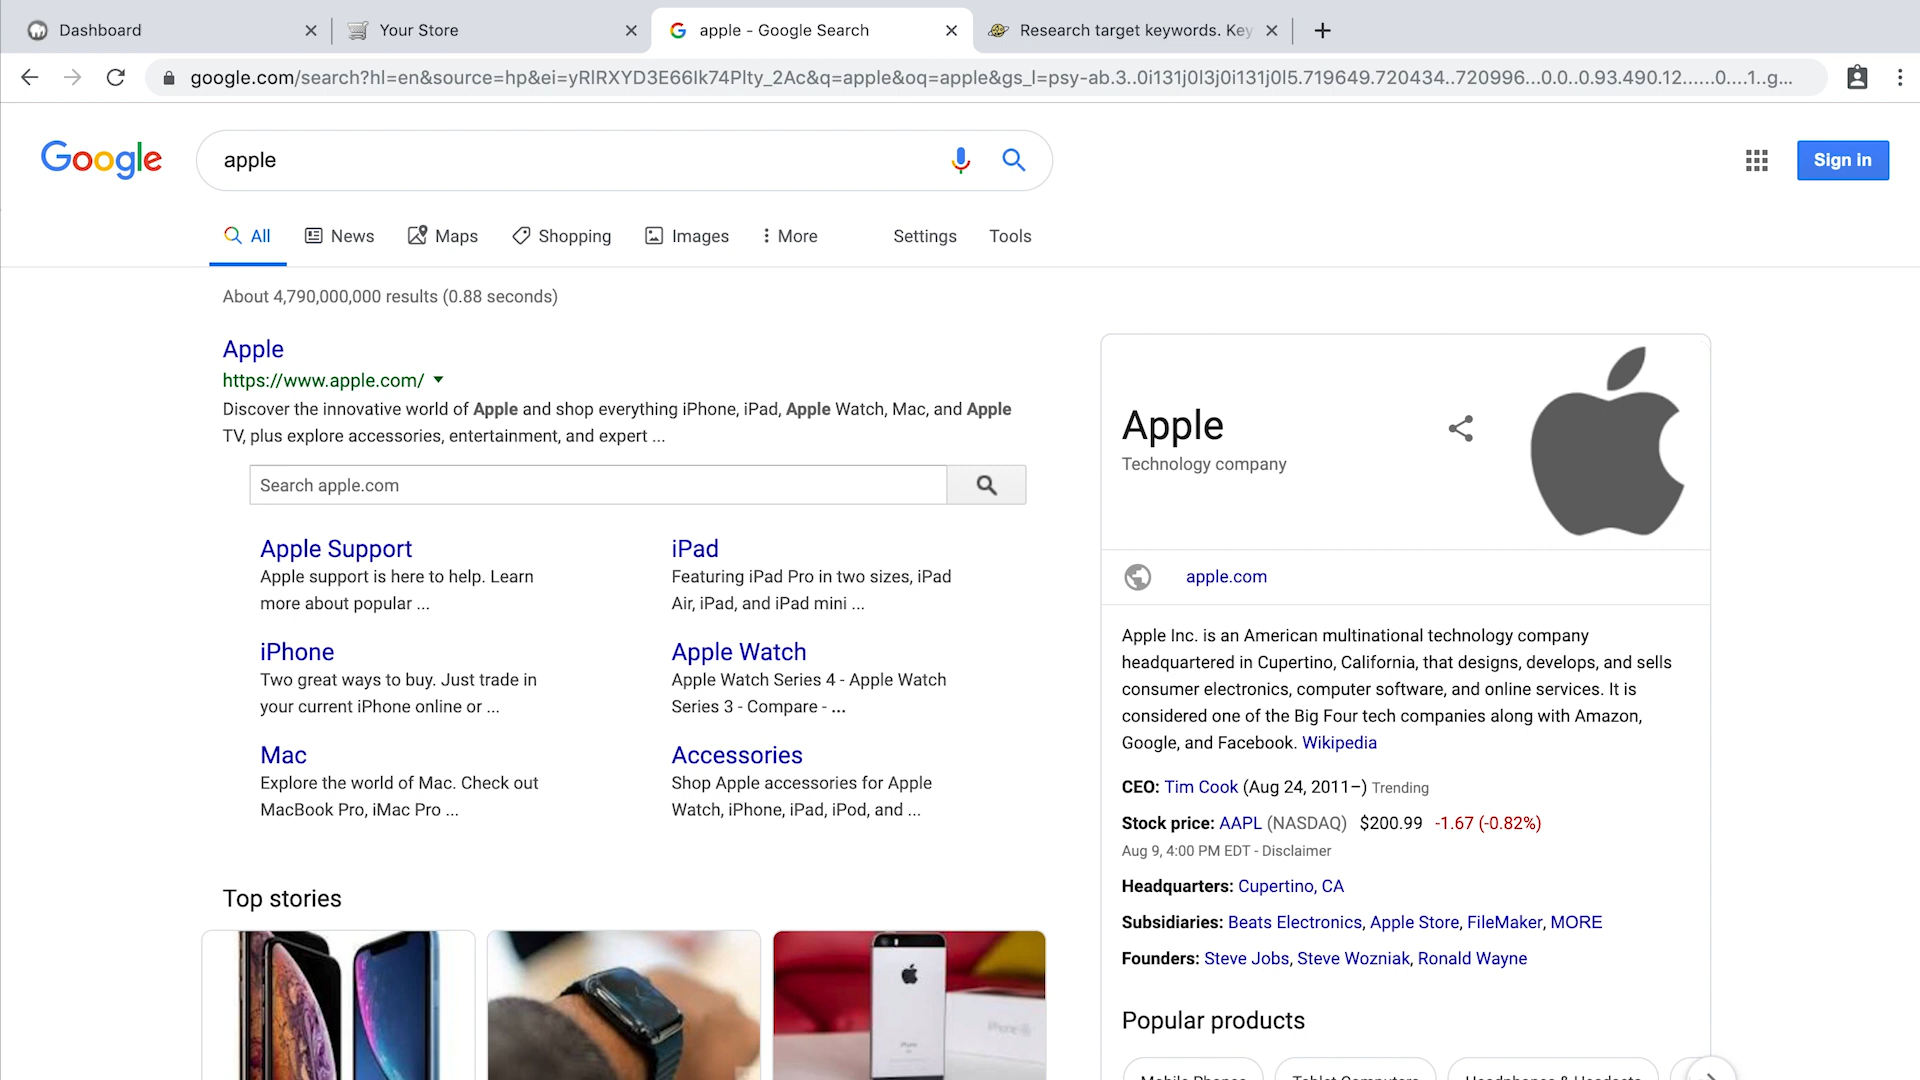 Dashboard
Your Store
apple - Google Search
Research target keywords. Key
google.com/search?hl=en&source=hp&ei=yRlRXYD3E66Ik74Plty_2Ac&q=apple&oq=apple&gs_l=psy-ab.3..0i131j0l3j0i131j0l5.719649.720434..720996...0.0..0.93.490.12......0....1..g...
Google
apple
Sign in
All
News
Maps
Shopping
Images
More
Settings
Tools
About 4,790,000,000 results (0.88 seconds)
Apple
https://www.apple.com/
Discover the innovative world of Apple and shop everything iPhone, iPad, Apple Watch, Mac, and Apple
TV, plus explore accessories, entertainment, and expert ...
Search apple.com
Apple Support
Apple support is here to help. Learn
more about popular ...
iPad
Featuring iPad Pro in two sizes, iPad
Air, iPad, and iPad mini ...
iPhone
Two great ways to buy. Just trade in
your current iPhone online or ...
Apple Watch
Apple Watch Series 4 - Apple Watch
Series 3 - Compare - ...
Mac
Explore the world of Mac. Check out
MacBook Pro, iMac Pro ...
Accessories
Shop Apple accessories for Apple
Watch, iPhone, iPad, iPod, and ...
Top stories
Apple
Technology company
apple.com
Apple Inc. is an American multinational technology company
headquartered in Cupertino, California, that designs, develops, and sells
consumer electronics, computer software, and online services. It is
considered one of the Big Four tech companies along with Amazon,
Google, and Facebook. Wikipedia
CEO: Tim Cook (Aug 24, 2011–) Trending
Stock price: AAPL (NASDAQ) $200.99 -1.67 (-0.82%)
Aug 9, 4:00 PM EDT - Disclaimer
Headquarters: Cupertino, CA
Subsidiaries: Beats Electronics, Apple Store, FileMaker, MORE
Founders: Steve Jobs, Steve Wozniak, Ronald Wayne
Popular products